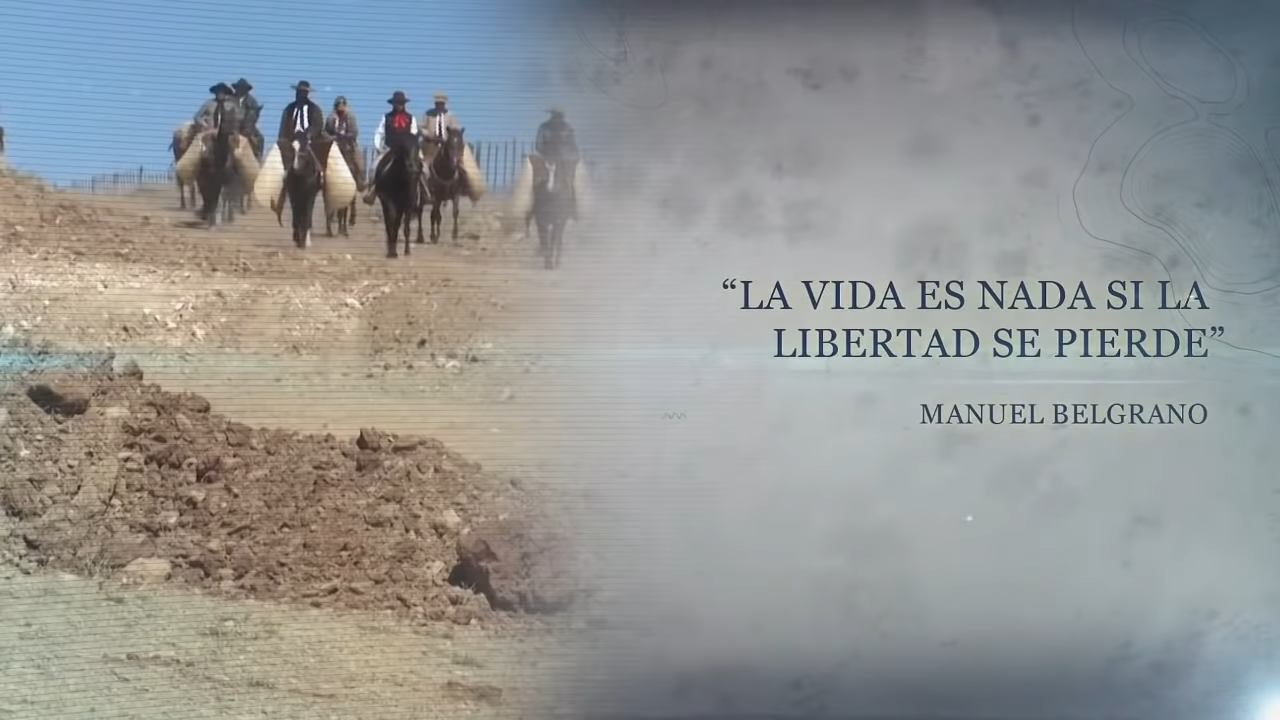 “LA VIDA ES NADA SI LA
LIBERTAD SE PIERDE”
MANUEL BELGRANO